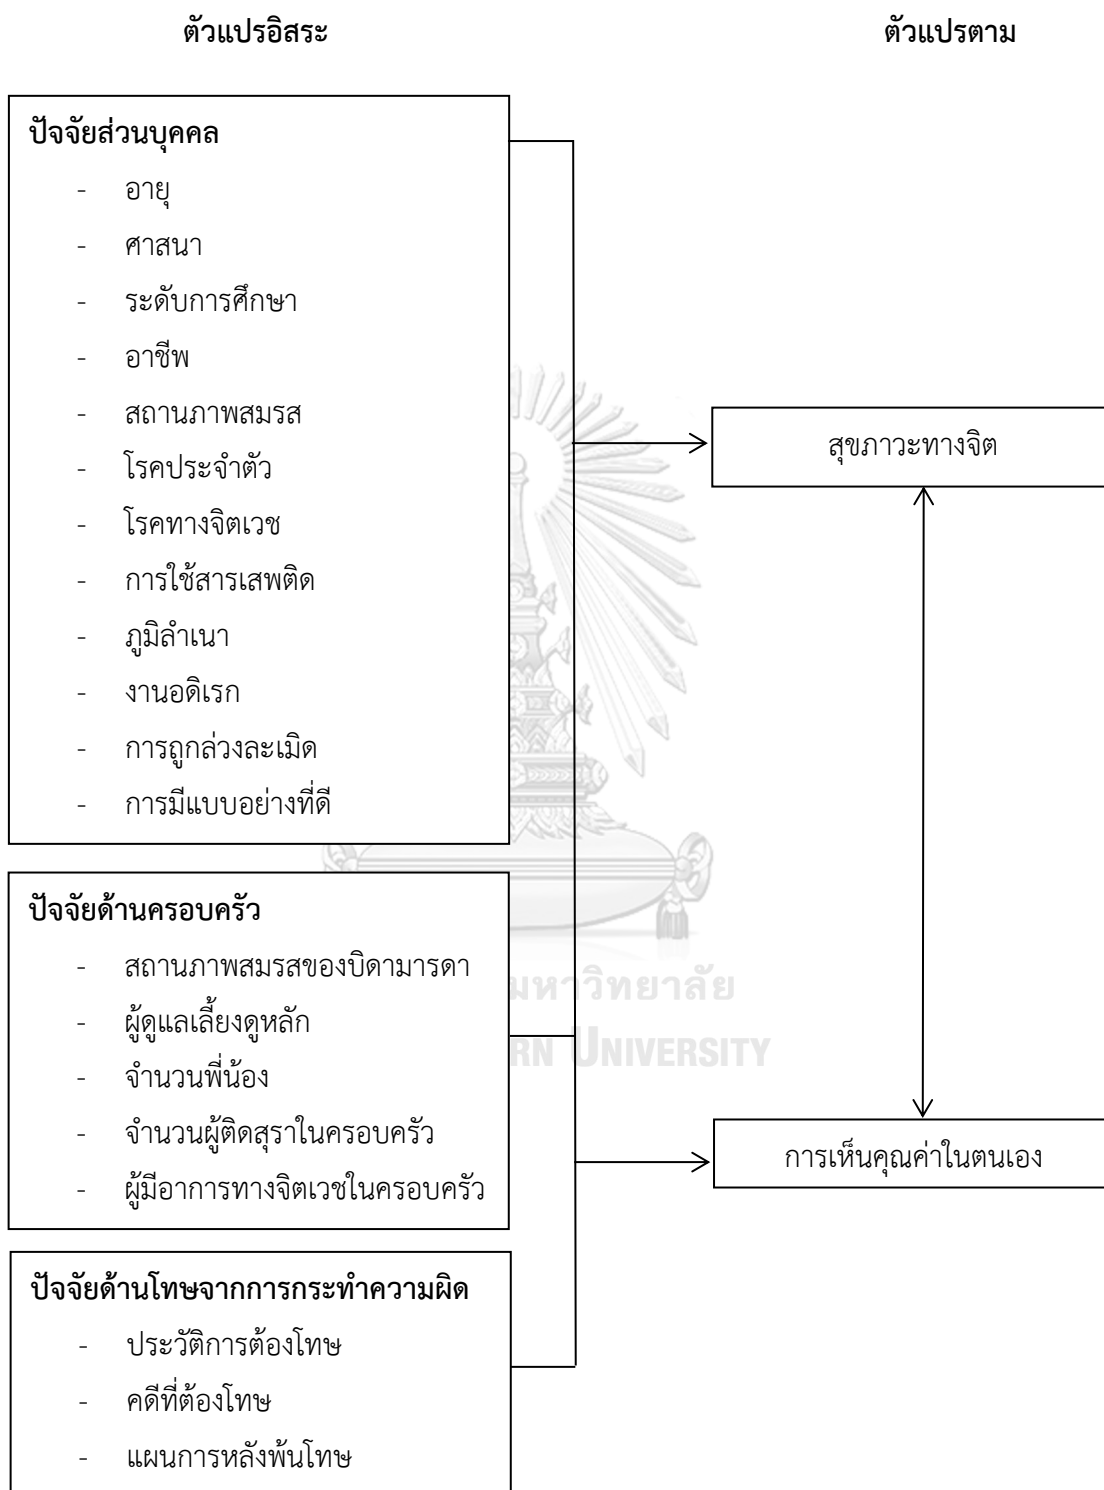 ตัวแปรอิสระ
ตัวแปรตาม
ปัจจัยส่วนบุคคล
- อายุ
- ศาสนา
- ระดับการศึกษา
- อาชีพ
- สถานภาพสมรส
- โรคประจำตัว
- โรคทางจิตเวช
- การใช้สารเสพติด
- ภูมิลำเนา
- งานอดิเรก
- การถูกล่วงละเมิด
- การมีแบบอย่างที่ดี
ปัจจัยด้านครอบครัว
- สถานภาพสมรสของบิดามารดา
- ผู้ดูแลเลี้ยงดูหลัก
- จำนวนพี่น้อง
- จำนวนผู้ติดสุราในครอบครัว
- ผู้มีอาการทางจิตเวชในครอบครัว
ปัจจัยด้านโทษจากการกระทำความผิด
- ประวัติการต้องโทษ
- คดีที่ต้องโทษ
- แผนการหลังพ้นโทษ
สุขภาวะทางจิต
การเห็นคุณค่าในตนเอง
มหาวิทยาลัย
RN UNIVERSITY